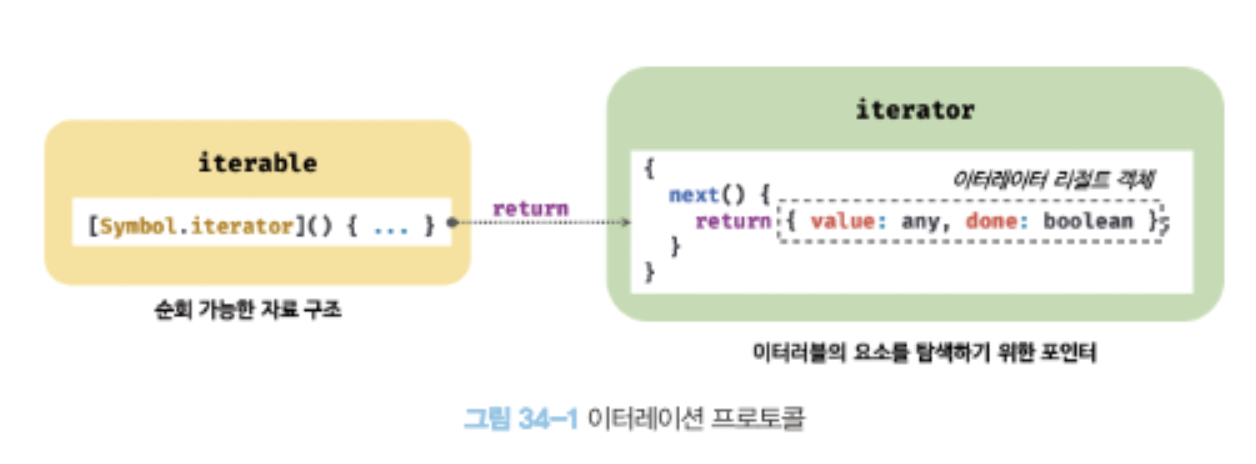 iterable
[Symbol.iterator]() { ... }
순회 가능한 자료 구조
return
iterator
{
이터레이터 리절트 객체
next() {
return { value: any, done: boolean };
}
}
이터러블의 요소를 탐색하기 위한 포인터
그림 34-1 이터레이션 프로토콜